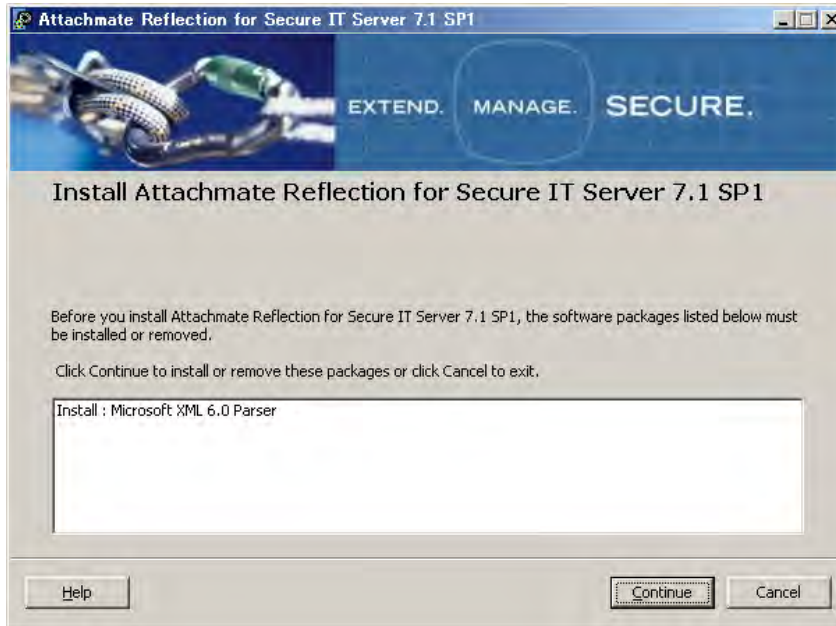 Attachmate Reflection for Secure IT Server 7.1 SP1
EXTEND. MANAGE. SECURE.
Install Attachmate Reflection for Secure IT Server 7.1 SP1
Before you install Attachmate Reflection for Secure IT Server 7.1 SP1, the software packages listed below must
be installed or removed.
Click Continue to install or remove these packages or click Cancel to exit.
Install : Microsoft XML 6.0 Parser
Help Continue Cancel